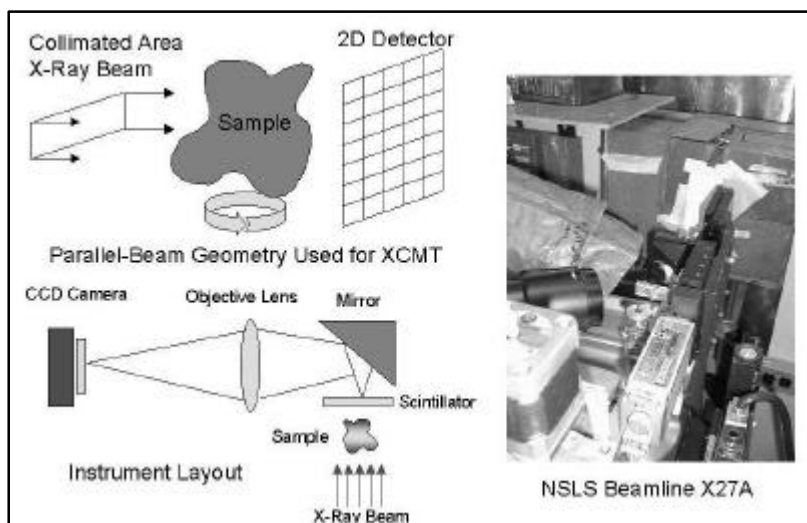 Collimated Area
X-Ray Beam
2D Detector
Sample
Parallel-Beam Geometry Used for XCMT
CCD Camera
Objective Lens
Mirror
Scintillator
Sample
Instrument Layout
X-Ray Beam
NSLS Beamline X27A